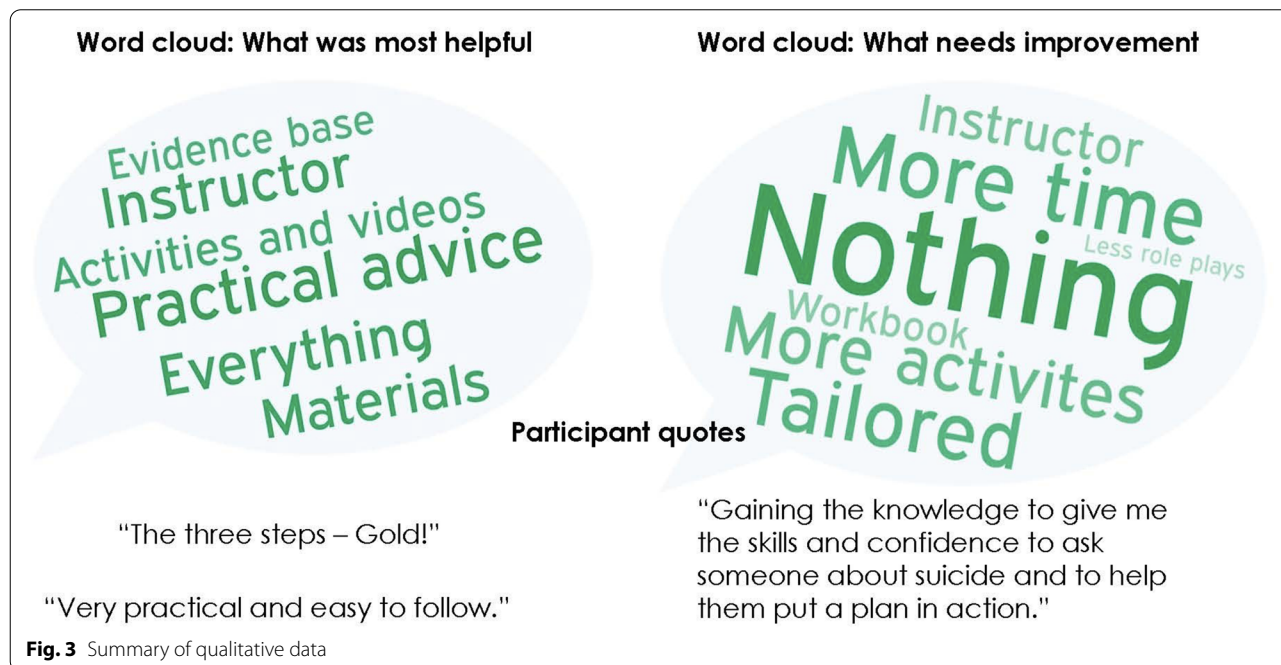 Word cloud: What was most helpful
Evidence base
Instructor
Activities and videos
Practical advice
Everything
Materials
Word cloud: What needs improvement
Instructor
More time
Nothing
Less role plays
Workbook
More activites
Tailored
Participant quotes
“The three steps – Gold!”
“Very practical and easy to follow.”
“Gaining the knowledge to give me
the skills and confidence to ask
someone about suicide and to help
them put a plan in action.”
Fig. 3 Summary of qualitative data